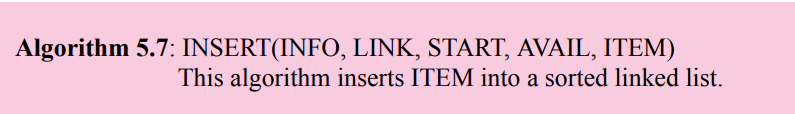 Algorithm 5.7: INSERT(INFO, LINK, START, AVAIL, ITEM)
This algorithm inserts ITEM into a sorted linked list.